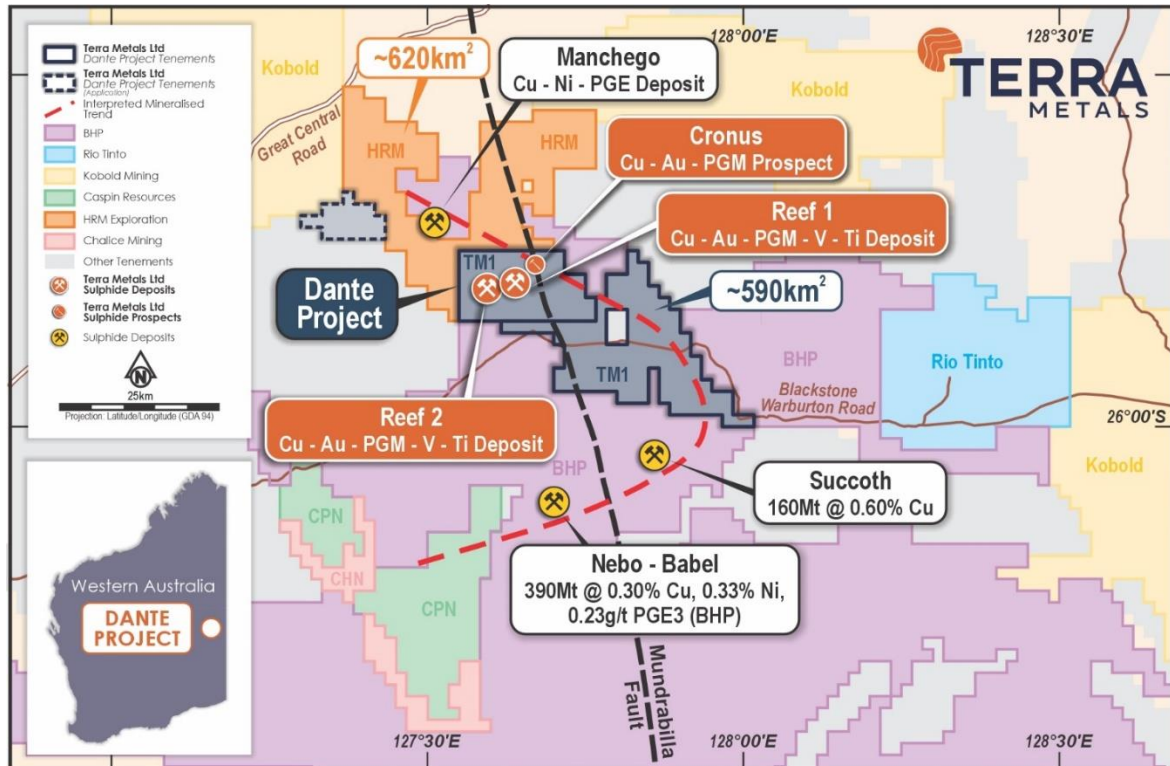 Terra Metals Ltd
Dante Project Tenements
Terra Metals Ltd
Dante Project Tenements
(Application)
Interpreted Mineralised
Trend
BHP
Rio Tinto
Kobold Mining
Caspin Resources
HRM Exploration
Chalice Mining
Other Tenements
Terra Metals Ltd
Sulphide Deposits
Terra Metals Ltd
Sulphide Prospects
Sulphide Deposits
N
25km
Projection: Latitude/Longitude (GDA 94)
128°00'E
128°30'E
TERRA
METALS
Kobold
~620km²
Manchego
Cu - Ni - PGE Deposit
Kobold
Great Central
Road
HRM
HRM
Cronus
Cu - Au - PGM Prospect
Reef 1
Cu - Au - PGM - V - Ti Deposit
TM1
Dante
Project
~590km²
BHP
Rio Tinto
TM1
Blackstone
Warburton Road
26°00'S
Reef 2
Cu - Au - PGM - V - Ti Deposit
BHP
Kobold
Succoth
160Mt @ 0.60% Cu
CPN
CHN
CPN
Nebo - Babel
390Mt @ 0.30% Cu, 0.33% Ni,
0.23g/t PGE3 (BHP)
Mundrabilla
Fault
Western Australia
DANTE
PROJECT
127°30'E
128°00'E
128°30'E